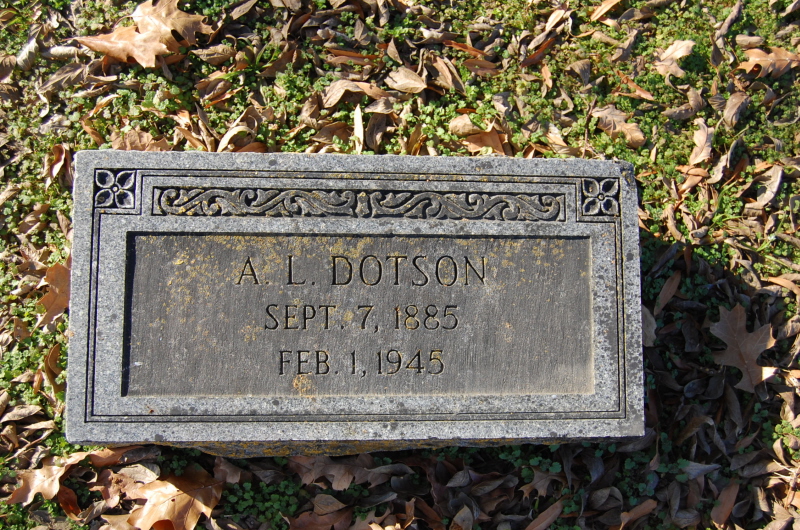 A. L. DOTSON
SEPT. 7, 1885
FEB. 1, 1945